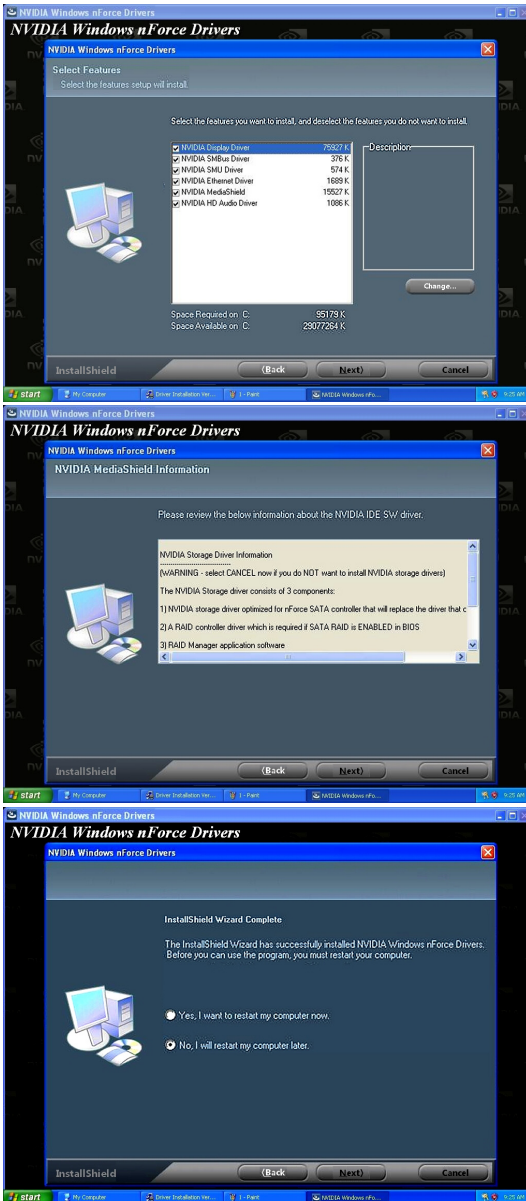 NVIDIA Windows nForce Drivers
NVIDIA Windows nForce Drivers
NVIDIA Windows nForce Drivers
Select Features
Select the features setup will install.
Select the features you want to install, and deselect the features you do not want to install.
NVIDIA Display Driver 75927 K
NVIDIA SMBus Driver 376 K
NVIDIA SMU Driver 574 K
NVIDIA Ethernet Driver 1689 K
NVIDIA MediaShield 15527 K
NVIDIA HD Audio Driver 1086 K
Description
Change...
Space Required on C: 95179 K
Space Available on C: 29077264 K
InstallShield
(Back Next) Cancel
start My Computer Driver Installation Ver... 1 - Paint NVIDIA Windows nFo... 9:25 AM
NVIDIA Windows nForce Drivers
NVIDIA Windows nForce Drivers
NVIDIA Windows nForce Drivers
NVIDIA MediaShield Information
Please review the below information about the NVIDIA IDE SW driver.
NVIDIA Storage Driver Information
--------------------------------
(WARNING - select CANCEL now if you do NOT want to install NVIDIA storage drivers)
The NVIDIA Storage driver consists of 3 components:
1) NVIDIA storage driver optimized for nForce SATA controller that will replace the driver that c
2) A RAID controller driver which is required if SATA RAID is ENABLED in BIOS
3) RAID Manager application software
InstallShield
(Back Next) Cancel
start My Computer Driver Installation Ver... 1 - Paint NVIDIA Windows nFo... 9:25 AM
NVIDIA Windows nForce Drivers
NVIDIA Windows nForce Drivers
NVIDIA Windows nForce Drivers
InstallShield Wizard Complete
The InstallShield Wizard has successfully installed NVIDIA Windows nForce Drivers.
Before you can use the program, you must restart your computer.
Yes, I want to restart my computer now.
No, I will restart my computer later.
InstallShield
(Back Next) Cancel
start My Computer Driver Installation Ver... 1 - Paint NVIDIA Windows nFo... 9:25 AM